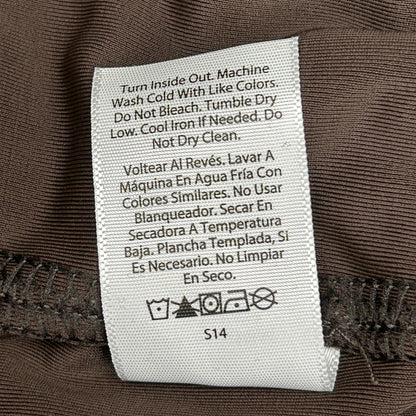 Turn Inside Out. Machine
Wash Cold With Like Colors.
Do Not Bleach. Tumble Dry
Low. Cool Iron If Needed. Do
Not Dry Clean.
Voltear Al Revés. Lavar A
Máquina En Agua Fría Con
Colores Similares. No Usar
Blanqueador. Secar En
Secadora A Temperatura
Baja. Plancha Templada, Si
Es Necesario. No Limpiar
En Seco.
S14